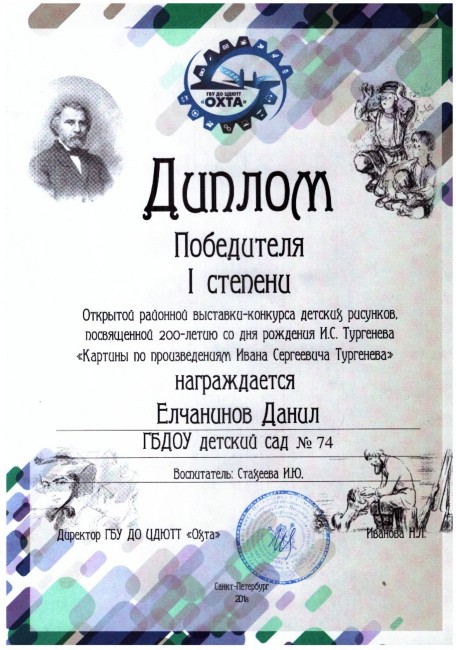 ГБУ ДО ЦДЮТТ
«ОХТА»
Диплом
Победителя
I степени
Открытой районной выставки-конкурса детских рисунков,
посвященной 200-летию со дня рождения И.С. Тургенева
«Картины по произведениям Ивана Сергеевича Тургенева»
награждается
Елчанинов Данил
ГБДОУ детский сад № 74
Воспитатель: Стахеева И.Ю.
Директор ГБУ ДО ЦДЮТТ «Охта» Иванова Н.Л.
Санкт-Петербург
2018